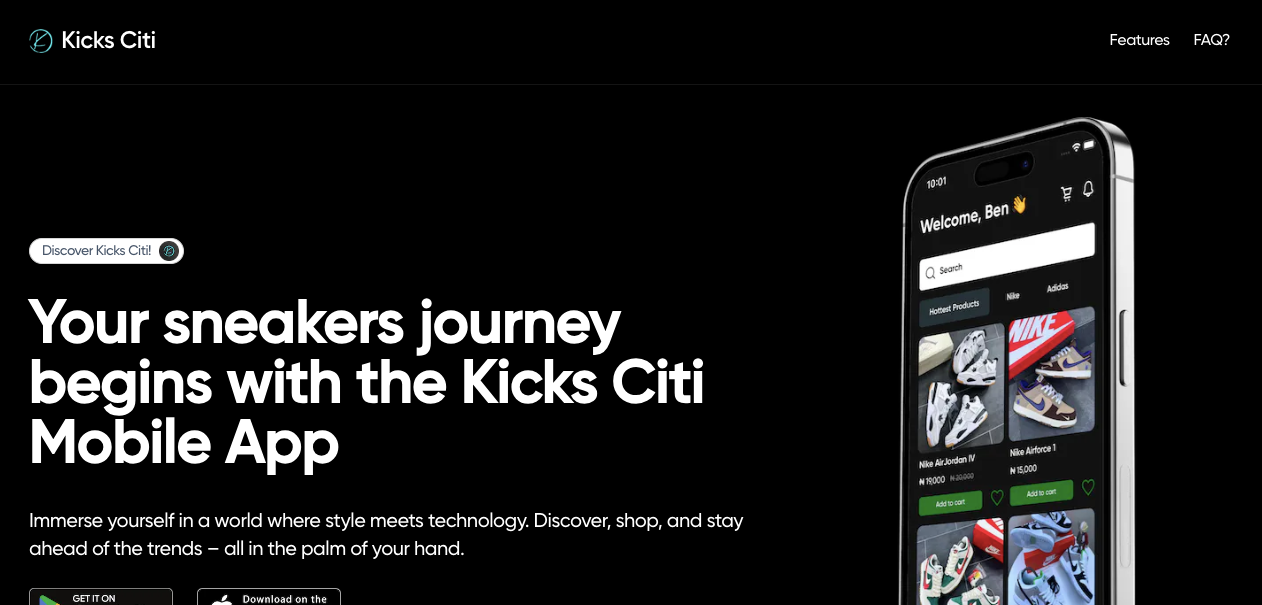 Kicks Citi
Features
FAQ?
Discover Kicks Citi!
Your sneakers journey
begins with the Kicks Citi
Mobile App
Immerse yourself in a world where style meets technology. Discover, shop, and stay
ahead of the trends – all in the palm of your hand.
GET IT ON
Download on the
10:01
Welcome, Ben 👋
Search
Hottest Products
Nike
Adidas
NIKE
Nike AirJordan IV
₦ 19,000 ₦ 20,000
Add to cart
Nike Airforce 1
₦ 15,000
Add to cart